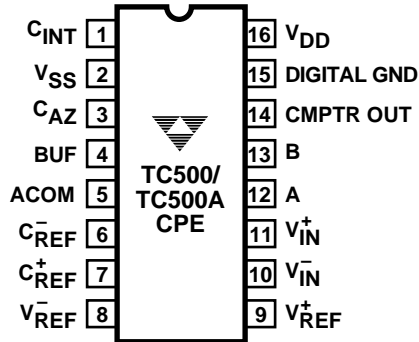 CINT 1 16 VDD
VSS 2 15 DIGITAL GND
CAZ 3 14 CMPTR OUT
BUF 4 13 B
ACOM 5 12 A
C−REF 6 11 V+IN
C+REF 7 10 V−IN
V−REF 8 9 V+REF
TC500/
TC500A
CPE